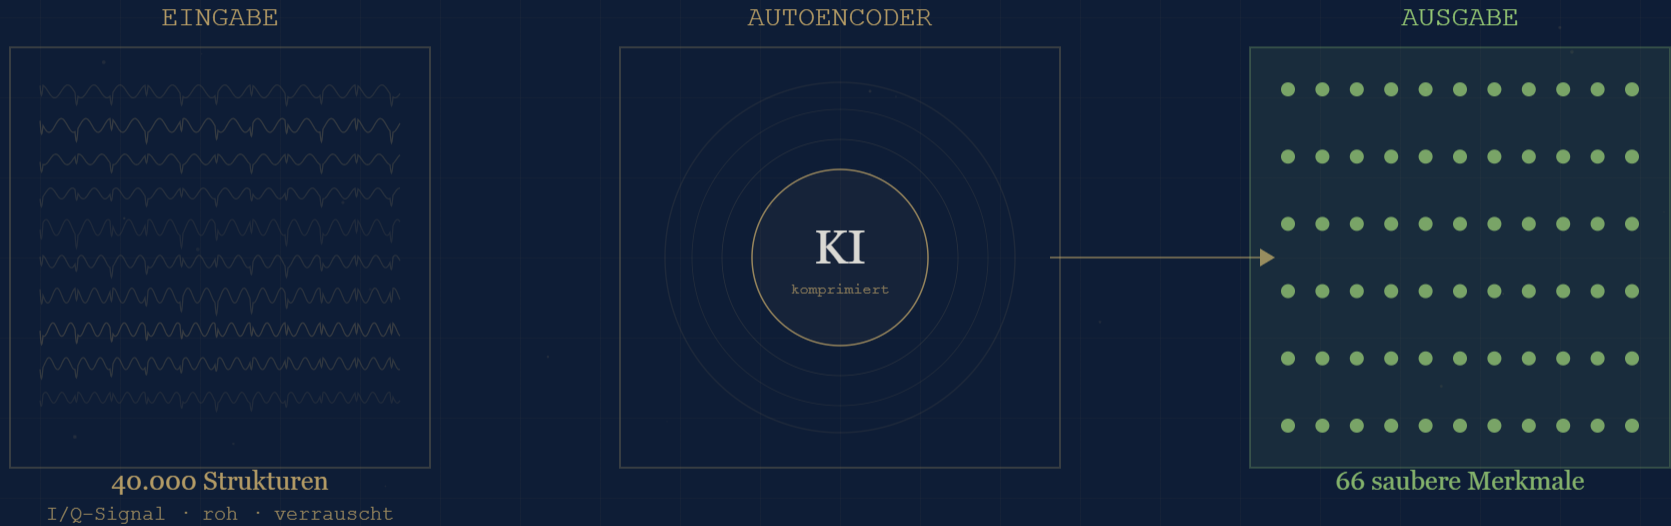 EINGABE
AUTOENCODER
AUSGABE
KI
komprimiert
40.000 Strukturen
66 saubere Merkmale
I/Q-Signal · roh · verrauscht